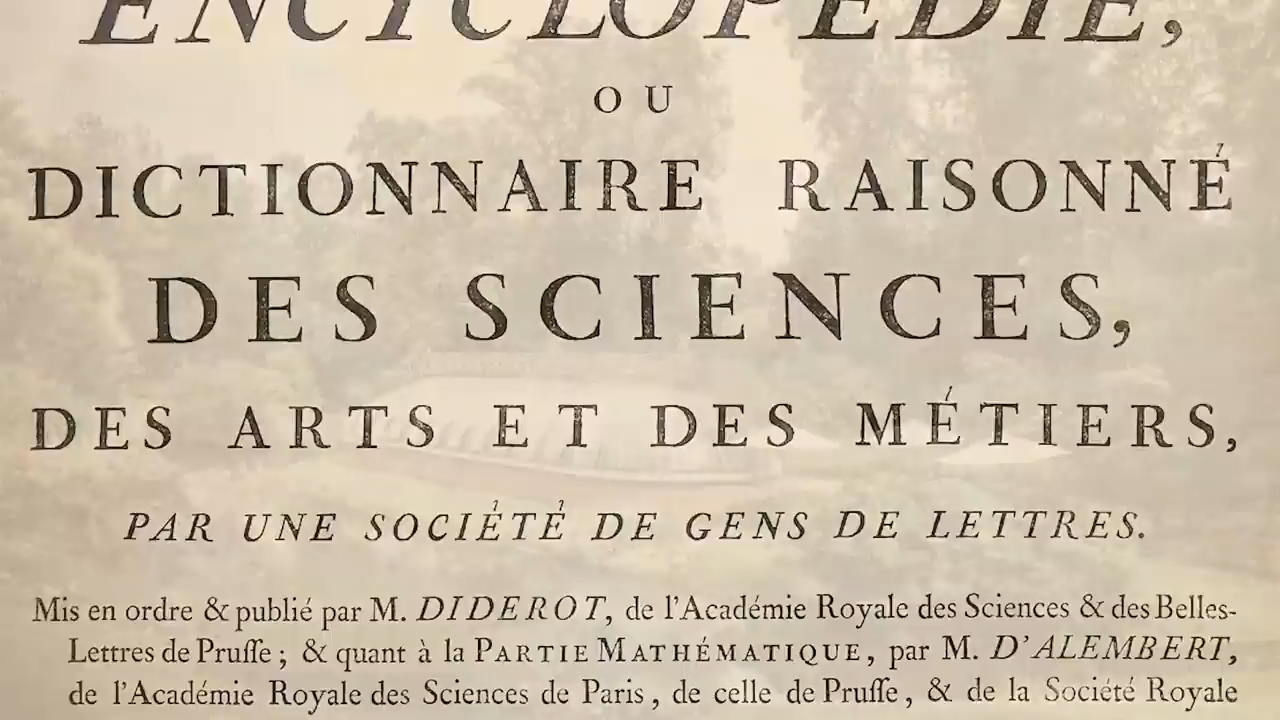 ENCYCLOPÉDIE,
OU
DICTIONNAIRE RAISONNÉ
DES SCIENCES,
DES ARTS ET DES MÉTIERS,
PAR UNE SOCIÉTÉ DE GENS DE LETTRES.
Mis en ordre & publié par M. DIDEROT, de l'Académie Royale des Sciences & des Belles-
Lettres de Pruſſe ; & quant à la PARTIE MATHÉMATIQUE, par M. D'ALEMBERT,
de l'Académie Royale des Sciences de Paris, de celle de Pruſſe, & de la Société Royale